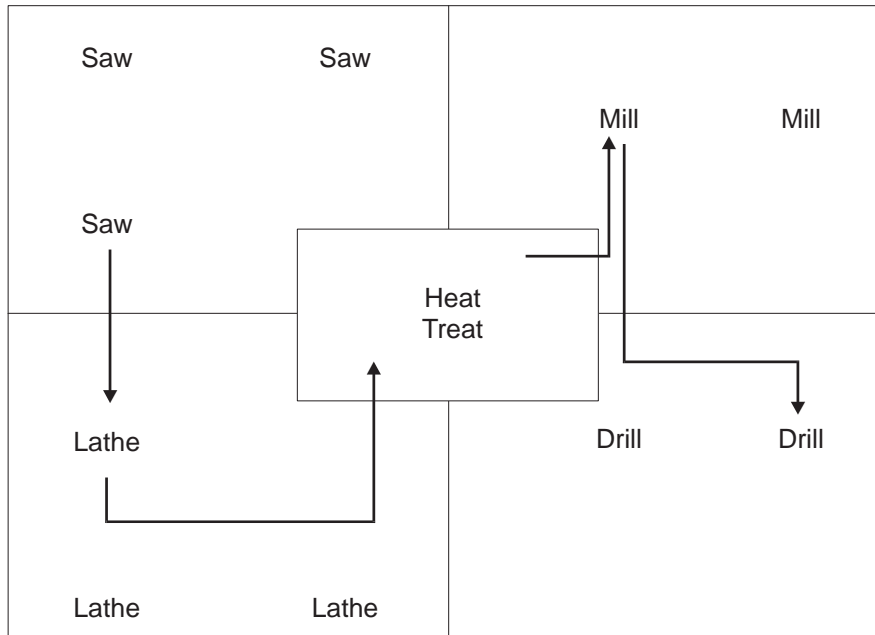 Saw
Saw
Mill
Mill
Saw
Heat
Treat
Lathe
Drill
Drill
Lathe
Lathe